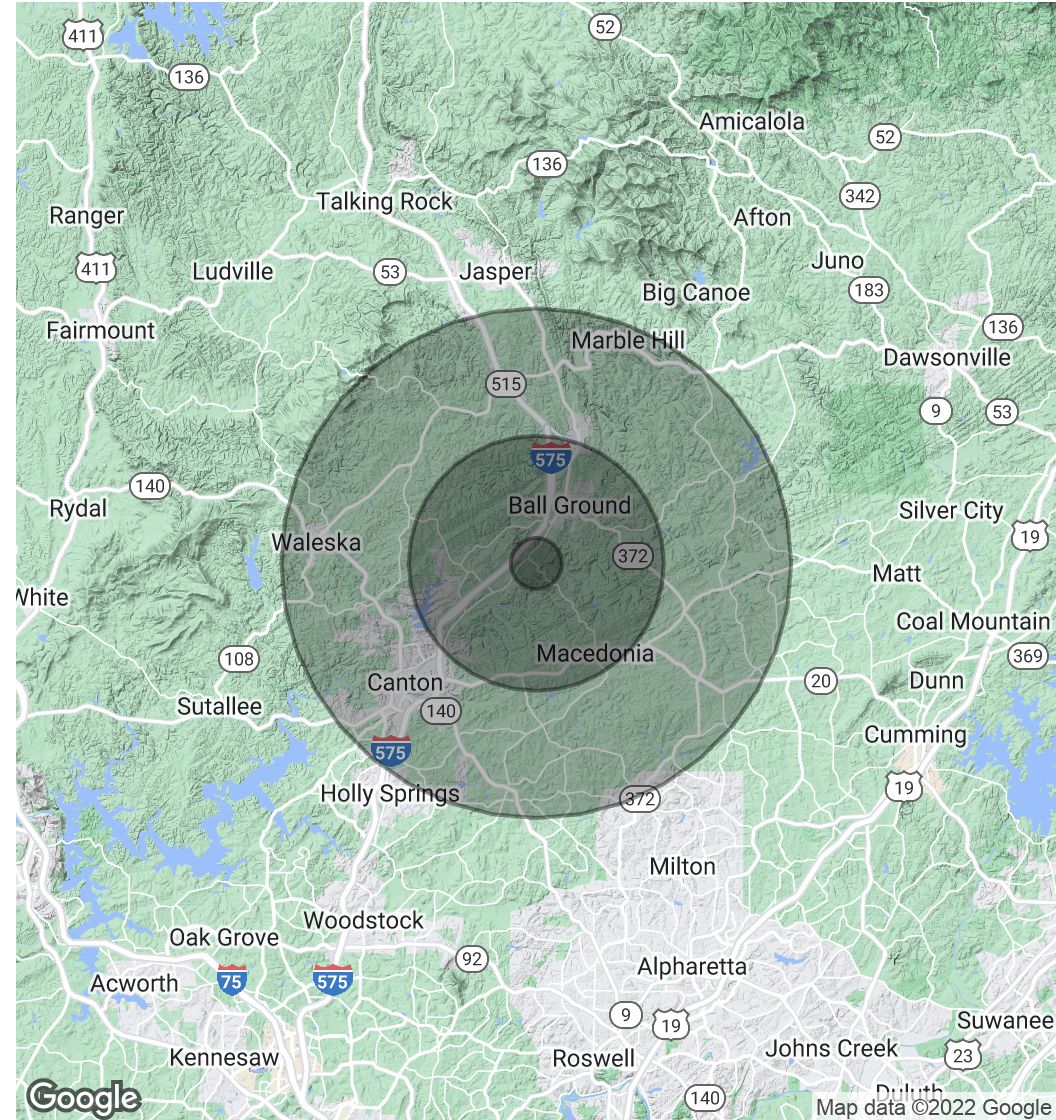 52
411
136
Amicalola
52
136
342
Talking Rock
Ranger
Afton
411
Ludville
53
Jasper
Juno
183
Big Canoe
Fairmount
136
Marble Hill
Dawsonville
515
9
53
575
140
Ball Ground
Rydal
Silver City
19
Waleska
372
Matt
White
Coal Mountain
Macedonia
369
108
Canton
20
Dunn
Sutallee
140
Cumming
575
19
Holly Springs
372
Milton
Woodstock
Oak Grove
92
Alpharetta
Acworth
75
575
9
19
Suwanee
Johns Creek
Kennesaw
Roswell
23
Duluth
140
Google
Map data ©2022 Google